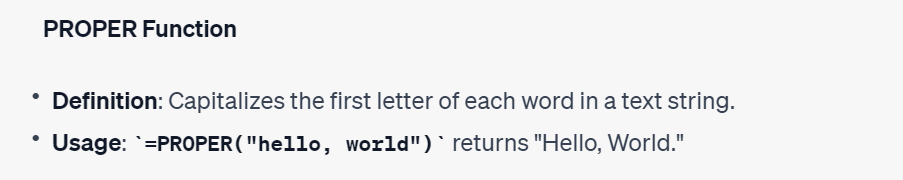 PROPER Function
• Definition: Capitalizes the first letter of each word in a text string.
• Usage: `=PROPER("hello, world")` returns "Hello, World."